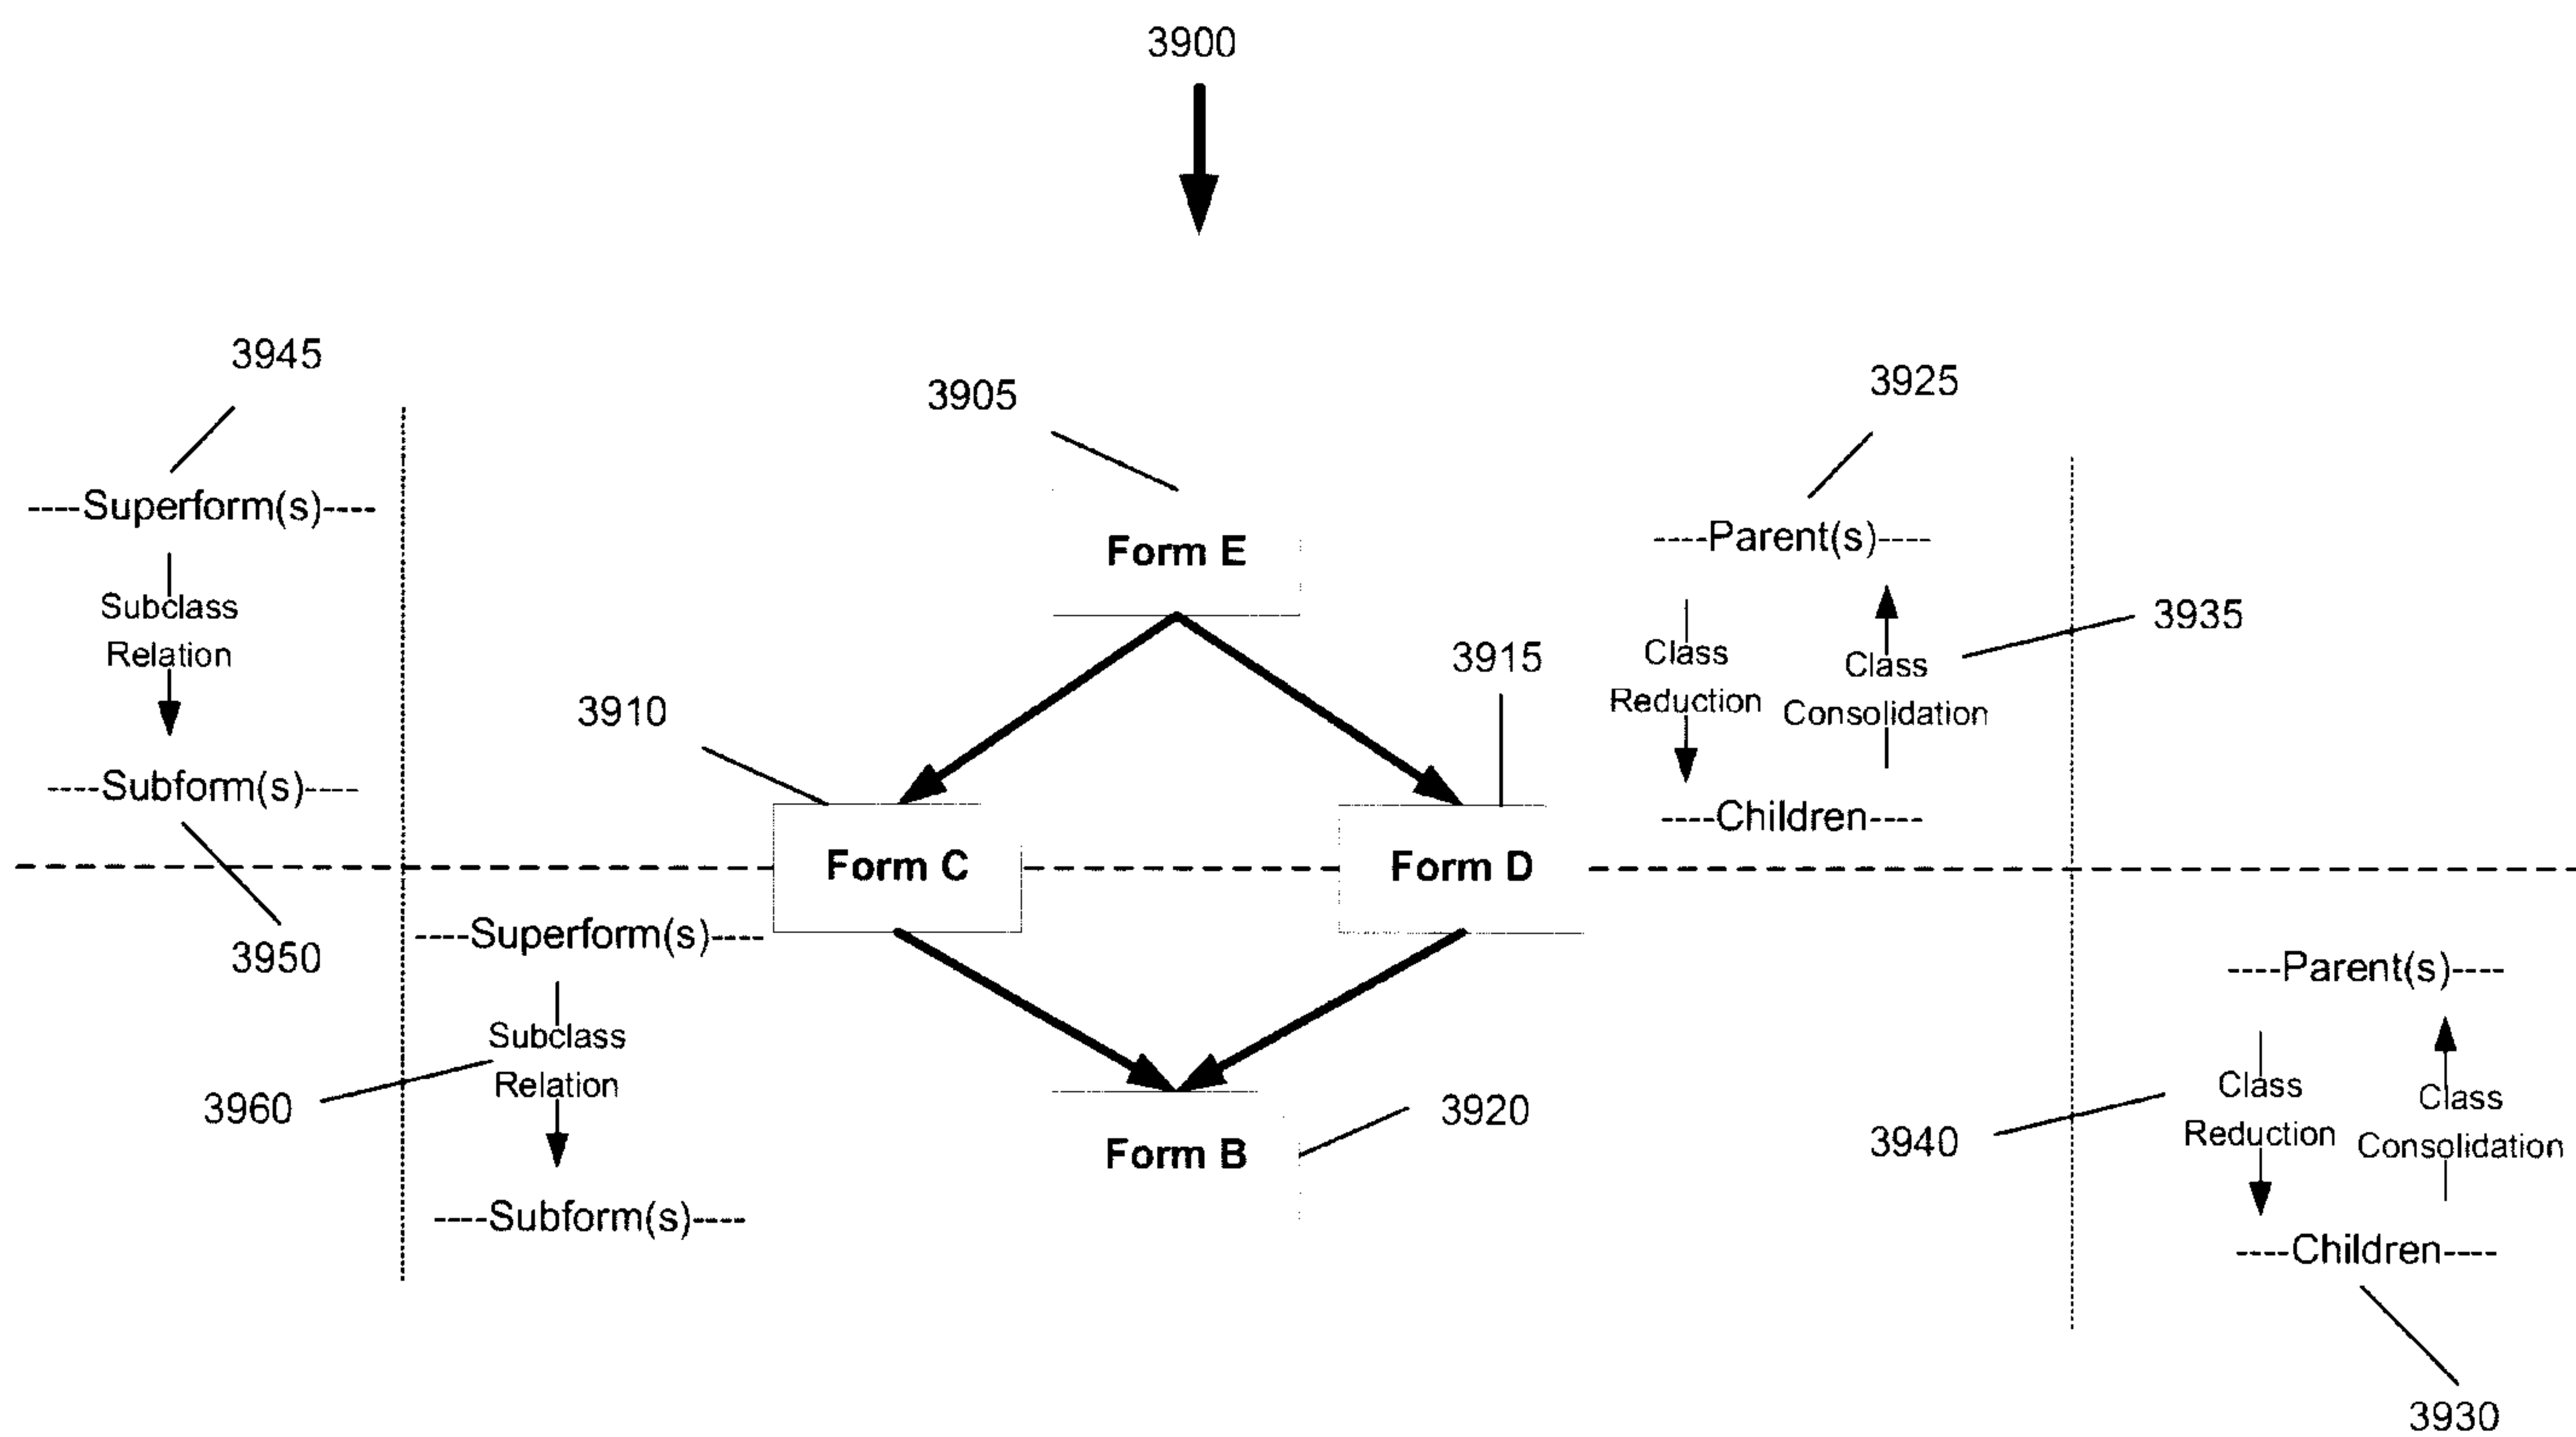 3900
3945
3905
3925
----Superform(s)----
----Parent(s)----
Form E
Subclass
Relation
3935
Class
Reduction
Class
Consolidation
3915
3910
----Subform(s)----
----Children----
Form C
Form D
3950
----Superform(s)----
----Parent(s)----
Subclass
Relation
3960
3920
3940
Class
Reduction
Class
Consolidation
Form B
----Subform(s)----
----Children----
3930